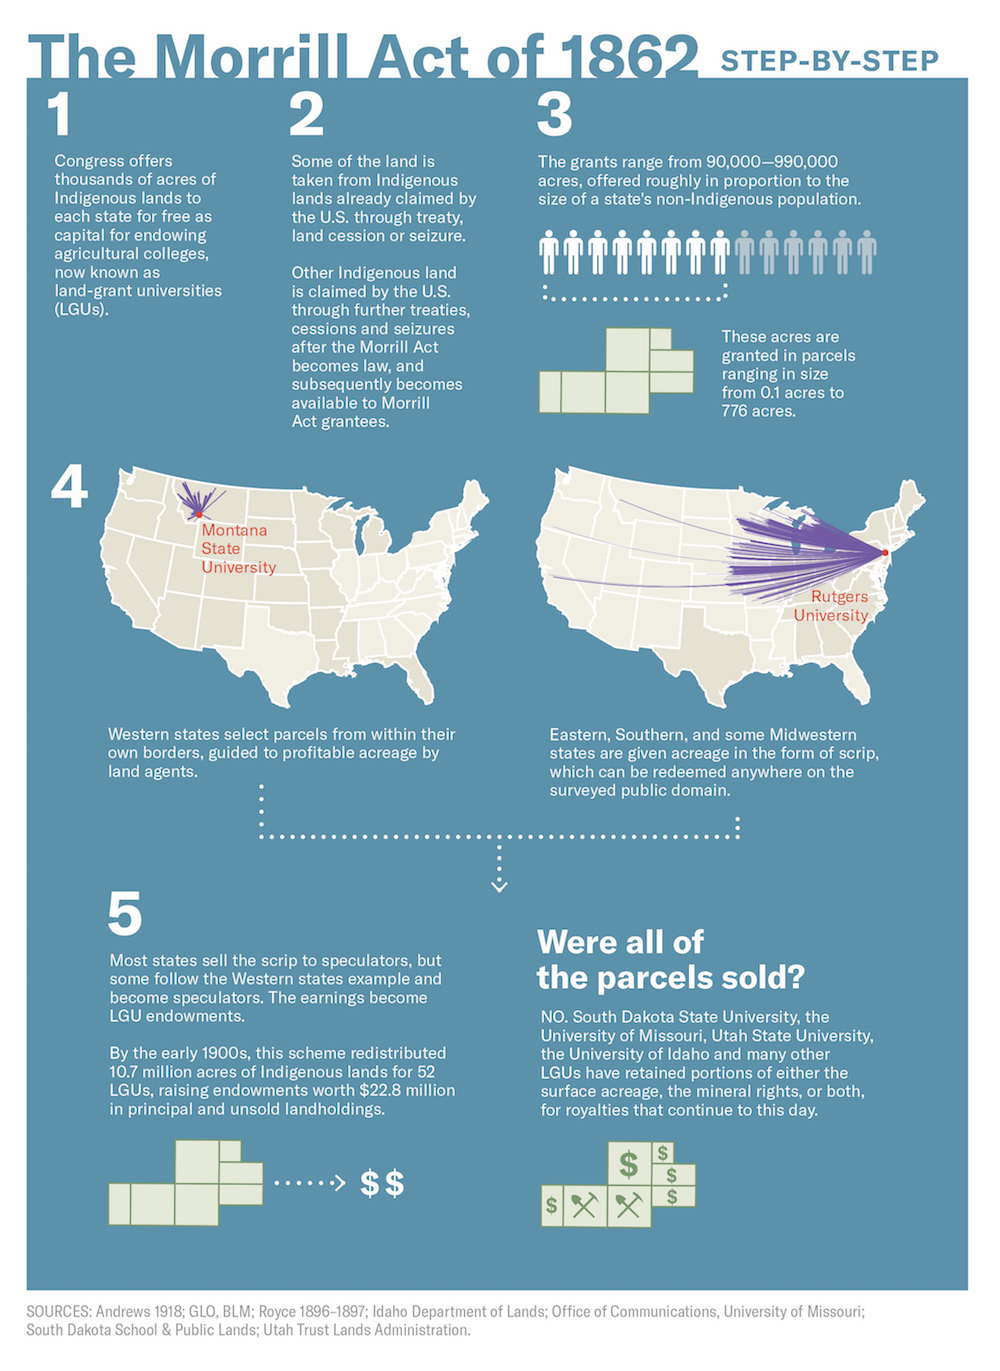 The Morrill Act of 1862 STEP-BY-STEP
1
Congress offers
thousands of acres of
Indigenous lands to
each state for free as
capital for endowing
agricultural colleges,
now known as
land-grant universities
(LGUs).
2
Some of the land is
taken from Indigenous
lands already claimed by
the U.S. through treaty,
land cession or seizure.
Other Indigenous land
is claimed by the U.S.
through further treaties,
cessions and seizures
after the Morrill Act
becomes law, and
subsequently becomes
available to Morrill
Act grantees.
3
The grants range from 90,000—990,000
acres, offered roughly in proportion to the
size of a state's non-Indigenous population.
These acres are
granted in parcels
ranging in size
from 0.1 acres to
776 acres.
4
Montana
State
University
Western states select parcels from within their
own borders, guided to profitable acreage by
land agents.
Rutgers
University
Eastern, Southern, and some Midwestern
states are given acreage in the form of scrip,
which can be redeemed anywhere on the
surveyed public domain.
5
Most states sell the scrip to speculators, but
some follow the Western states example and
become speculators. The earnings become
LGU endowments.
By the early 1900s, this scheme redistributed
10.7 million acres of Indigenous lands for 52
LGUs, raising endowments worth $22.8 million
in principal and unsold landholdings.
$$
Were all of
the parcels sold?
NO. South Dakota State University, the
University of Missouri, Utah State University,
the University of Idaho and many other
LGUs have retained portions of either the
surface acreage, the mineral rights, or both,
for royalties that continue to this day.
$ $
$
$ $
SOURCES: Andrews 1918; GLO, BLM; Royce 1896–1897; Idaho Department of Lands; Office of Communications, University of Missouri;
South Dakota School & Public Lands; Utah Trust Lands Administration.